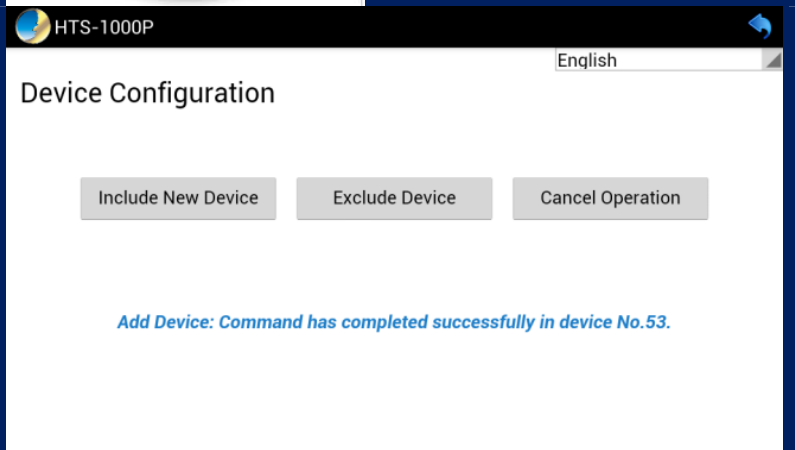 HTS-1000P
English
Device Configuration
Include New Device Exclude Device Cancel Operation
Add Device: Command has completed successfully in device No.53.